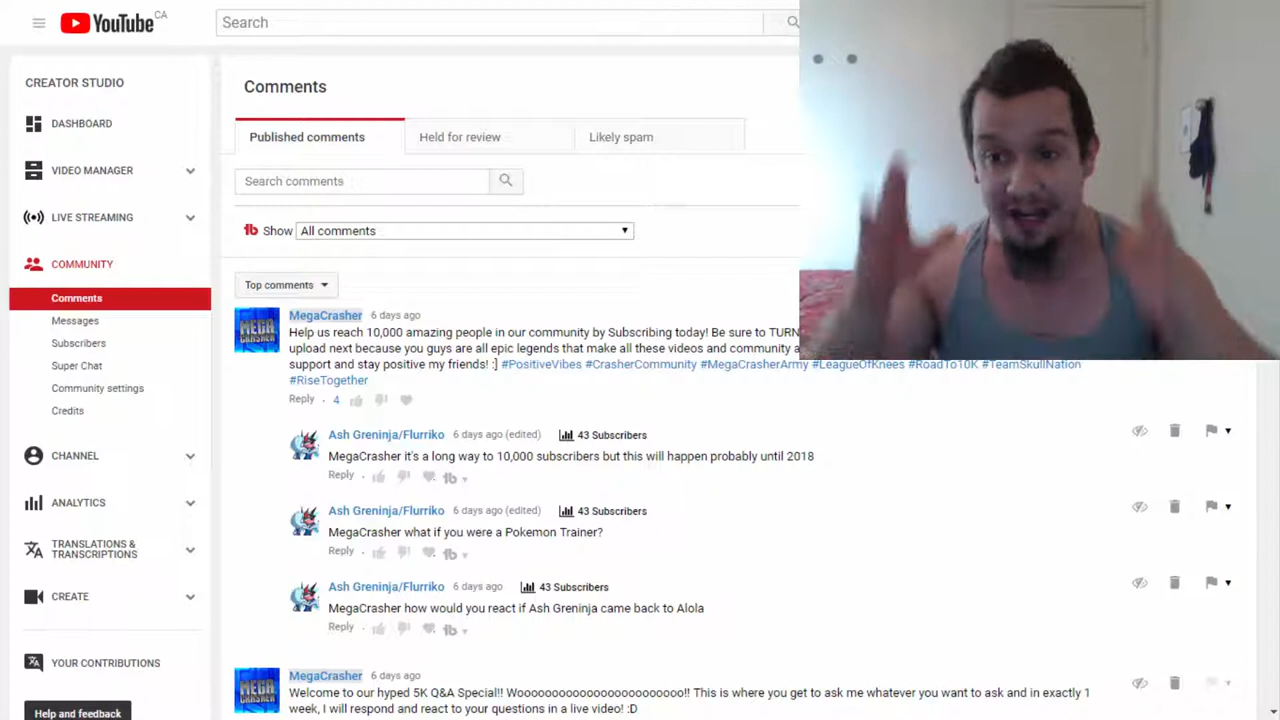 YouTube CA
Search
CREATOR STUDIO
DASHBOARD
VIDEO MANAGER
LIVE STREAMING
COMMUNITY
Comments
Messages
Subscribers
Super Chat
Community settings
Credits
CHANNEL
ANALYTICS
TRANSLATIONS &
TRANSCRIPTIONS
CREATE
YOUR CONTRIBUTIONS
Help and feedback
Comments
Published comments
Held for review
Likely spam
Search comments
tb Show All comments
Top comments
MEGA CRASHER
MegaCrasher 6 days ago
Help us reach 10,000 amazing people in our community by Subscribing today! Be sure to TURN
upload next because you guys are all epic legends that make all these videos and community a
support and stay positive my friends! :] #PositiveVibes #CrasherCommunity #MegaCrasherArmy #LeagueOfKnees #RoadTo10K #TeamSkullNation
#RiseTogether
Reply · 4
Ash Greninja/Flurriko 6 days ago (edited) 43 Subscribers
MegaCrasher it's a long way to 10,000 subscribers but this will happen probably until 2018
Reply · tb
Ash Greninja/Flurriko 6 days ago (edited) 43 Subscribers
MegaCrasher what if you were a Pokemon Trainer?
Reply · tb
Ash Greninja/Flurriko 6 days ago 43 Subscribers
MegaCrasher how would you react if Ash Greninja came back to Alola
Reply · tb
MEGA CRASHER
MegaCrasher 6 days ago
Welcome to our hyped 5K Q&A Special!! Woooooooooooooooooooooooo!! This is where you get to ask me whatever you want to ask and in exactly 1
week, I will respond and react to your questions in a live video! :D